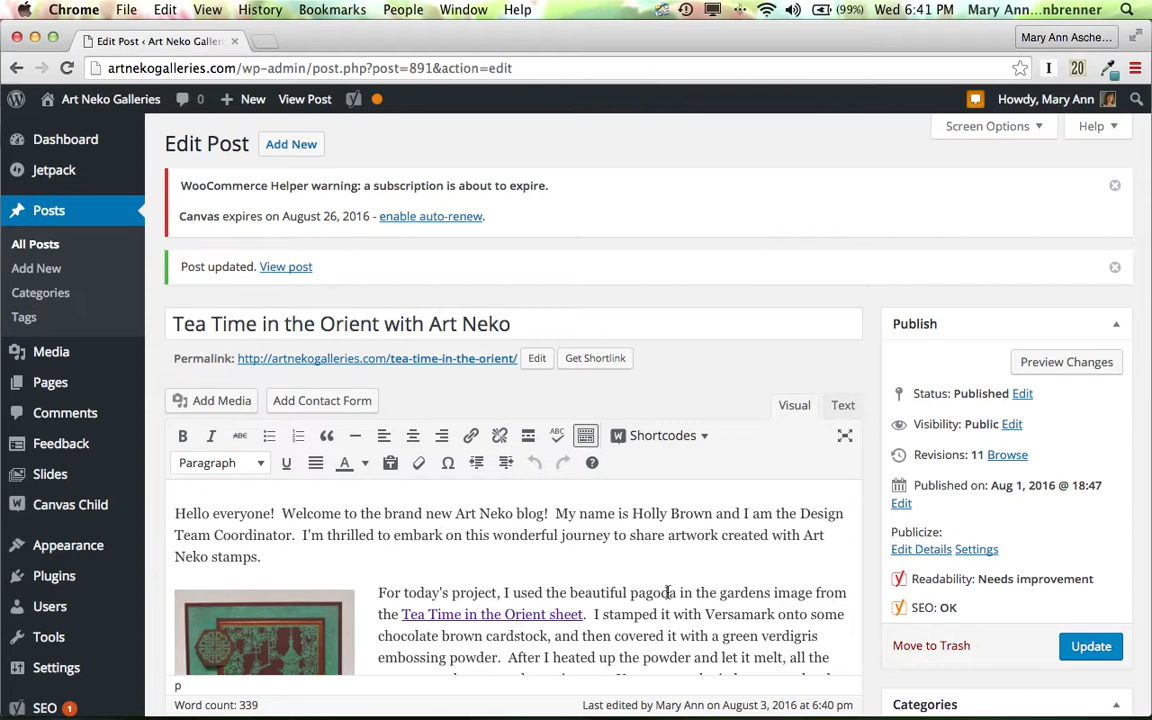 Chrome File Edit View History Bookmarks People Window Help (99%) Wed 6:41 PM Mary Ann...nbrenner
Edit Post ‹ Art Neko Galleri
Mary Ann Asche...
artnekogalleries.com/wp-admin/post.php?post=891&action=edit
20
Art Neko Galleries 0 New View Post Howdy, Mary Ann
Dashboard
Jetpack
Posts
All Posts
Add New
Categories
Tags
Media
Pages
Comments
Feedback
Slides
Canvas Child
Appearance
Plugins
Users
Tools
Settings
SEO 1
Screen Options Help
Edit Post Add New
WooCommerce Helper warning: a subscription is about to expire.
Canvas expires on August 26, 2016 - enable auto-renew.
Post updated. View post
Tea Time in the Orient with Art Neko
Permalink: http://artnekogalleries.com/tea-time-in-the-orient/ Edit Get Shortlink
Add Media Add Contact Form
Visual Text
B I ABC ABC W Shortcodes
Paragraph U A Ω
Hello everyone! Welcome to the brand new Art Neko blog! My name is Holly Brown and I am the Design
Team Coordinator. I'm thrilled to embark on this wonderful journey to share artwork created with Art
Neko stamps.
For today's project, I used the beautiful pagoda in the gardens image from
the Tea Time in the Orient sheet. I stamped it with Versamark onto some
chocolate brown cardstock, and then covered it with a green verdigris
embossing powder. After I heated up the powder and let it melt, all the
p
Word count: 339 Last edited by Mary Ann on August 3, 2016 at 6:40 pm
Publish
Preview Changes
Status: Published Edit
Visibility: Public Edit
Revisions: 11 Browse
Published on: Aug 1, 2016 @ 18:47
Edit
Publicize:
Edit Details Settings
Readability: Needs improvement
SEO: OK
Move to Trash Update
Categories